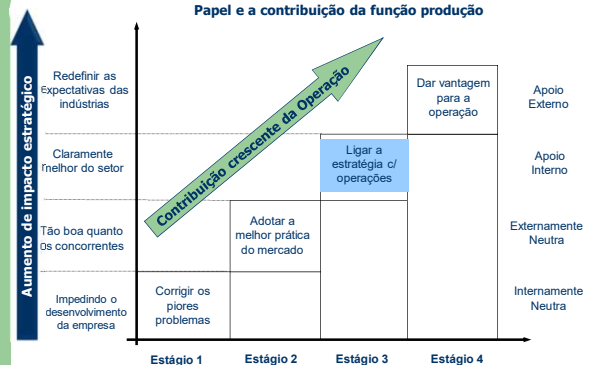 Papel e a contribuição da função produção
Aumento de impacto estratégico
Contribuição crescente da Operação
Redefinir as
Expectativas das
indústrias
Dar vantagem
para a
operação
Apoio
Externo
Claramente
melhor do setor
Ligar a
estratégia c/
operações
Apoio
Interno
Tão boa quanto
os concorrentes
Adotar a
melhor prática
do mercado
Externamente
Neutra
Impedindo o
desenvolvimento
da empresa
Corrigir os
piores
problemas
Internamente
Neutra
Estágio 1
Estágio 2
Estágio 3
Estágio 4